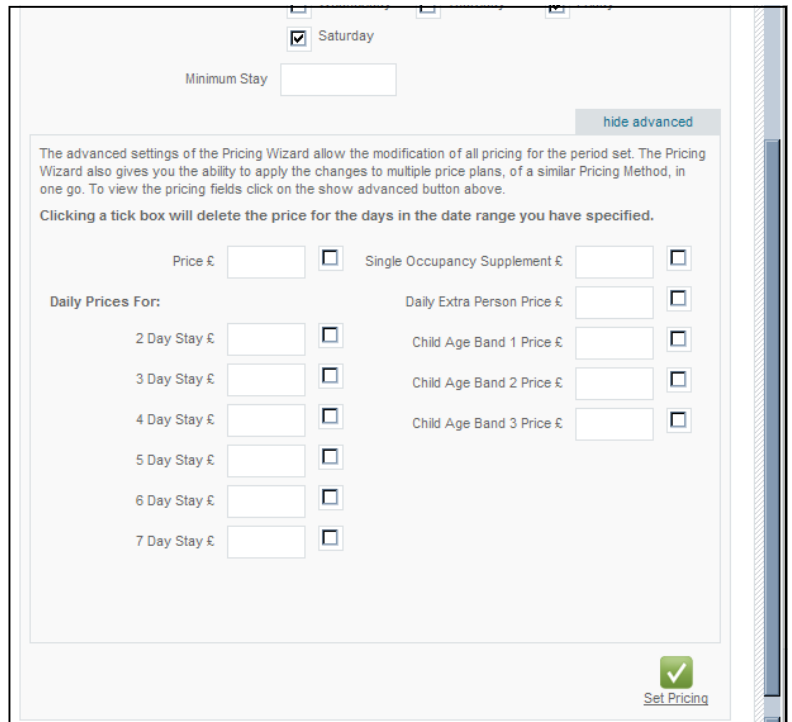 Saturday
Minimum Stay
hide advanced
The advanced settings of the Pricing Wizard allow the modification of all pricing for the period set. The Pricing
Wizard also gives you the ability to apply the changes to multiple price plans, of a similar Pricing Method, in
one go. To view the pricing fields click on the show advanced button above.
Clicking a tick box will delete the price for the days in the date range you have specified.
Price £ Single Occupancy Supplement £
Daily Prices For: Daily Extra Person Price £
2 Day Stay £ Child Age Band 1 Price £
3 Day Stay £ Child Age Band 2 Price £
4 Day Stay £ Child Age Band 3 Price £
5 Day Stay £
6 Day Stay £
7 Day Stay £
Set Pricing